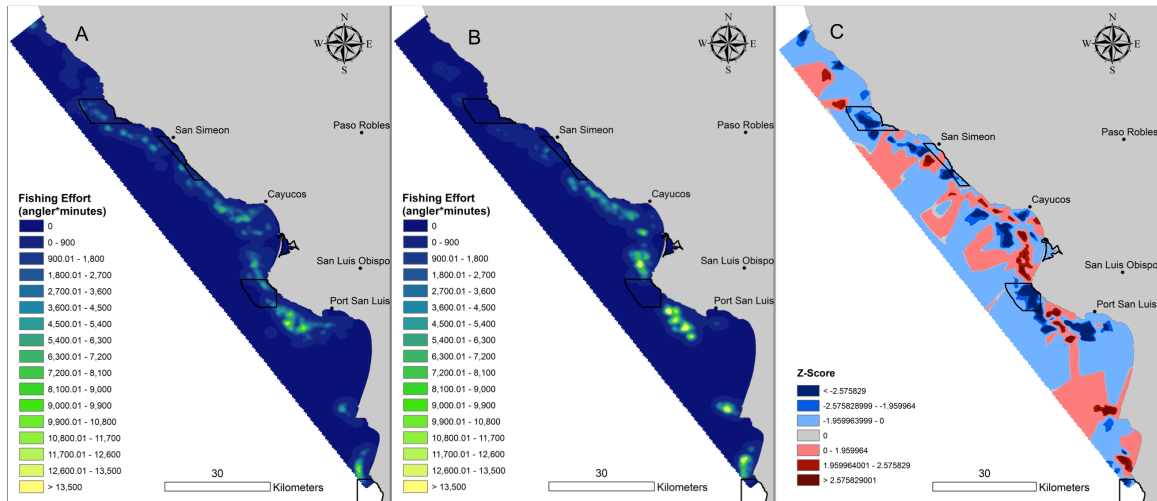 A
N
W E
S
San Simeon
Paso Robles
Cayucos
San Luis Obispo
Port San Luis
Fishing Effort
(angler*minutes)
0
0 - 900
900.01 - 1,800
1,800.01 - 2,700
2,700.01 - 3,600
3,600.01 - 4,500
4,500.01 - 5,400
5,400.01 - 6,300
6,300.01 - 7,200
7,200.01 - 8,100
8,100.01 - 9,000
9,000.01 - 9,900
9,900.01 - 10,800
10,800.01 - 11,700
11,700.01 - 12,600
12,600.01 - 13,500
> 13,500
30
Kilometers
B
N
W E
S
San Simeon
Paso Robles
Cayucos
San Luis Obispo
Port San Luis
Fishing Effort
(angler*minutes)
0
0 - 900
900.01 - 1,800
1,800.01 - 2,700
2,700.01 - 3,600
3,600.01 - 4,500
4,500.01 - 5,400
5,400.01 - 6,300
6,300.01 - 7,200
7,200.01 - 8,100
8,100.01 - 9,000
9,000.01 - 9,900
9,900.01 - 10,800
10,800.01 - 11,700
11,700.01 - 12,600
12,600.01 - 13,500
> 13,500
30
Kilometers
C
N
W E
S
San Simeon
Paso Robles
Cayucos
San Luis Obispo
Port San Luis
Z-Score
< -2.575829
-2.575828999 - -1.959964
-1.959963999 - 0
0
0 - 1.959964
1.959964001 - 2.575829
> 2.575829001
30
Kilometers